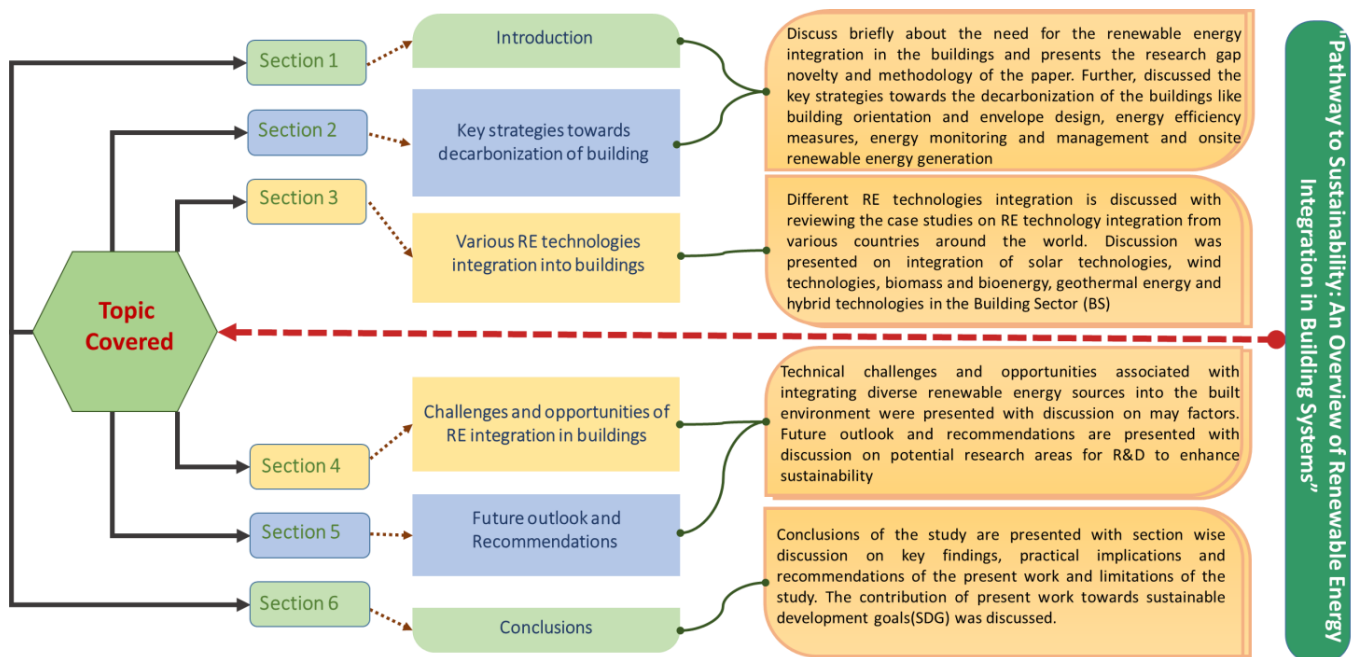 Section 1
Introduction
Discuss briefly about the need for the renewable energy
integration in the buildings and presents the research gap
novelty and methodology of the paper. Further, discussed the
key strategies towards the decarbonization of the buildings like
building orientation and envelope design, energy efficiency
measures, energy monitoring and management and onsite
renewable energy generation
Section 2
Key strategies towards
decarbonization of building
Section 3
Various RE technologies
integration into buildings
Different RE technologies integration is discussed with
reviewing the case studies on RE technology integration from
various countries around the world. Discussion was
presented on integration of solar technologies, wind
technologies, biomass and bioenergy, geothermal energy and
hybrid technologies in the Building Sector (BS)
Topic
Covered
Section 4
Challenges and opportunities of
RE integration in buildings
Technical challenges and opportunities associated with
integrating diverse renewable energy sources into the built
environment were presented with discussion on may factors.
Future outlook and recommendations are presented with
discussion on potential research areas for R&D to enhance
sustainability
Section 5
Future outlook and
Recommendations
Section 6
Conclusions
Conclusions of the study are presented with section wise
discussion on key findings, practical implications and
recommendations of the present work and limitations of the
study. The contribution of present work towards sustainable
development goals(SDG) was discussed.
"Pathway to Sustainability: An Overview of Renewable Energy
Integration in Building Systems”